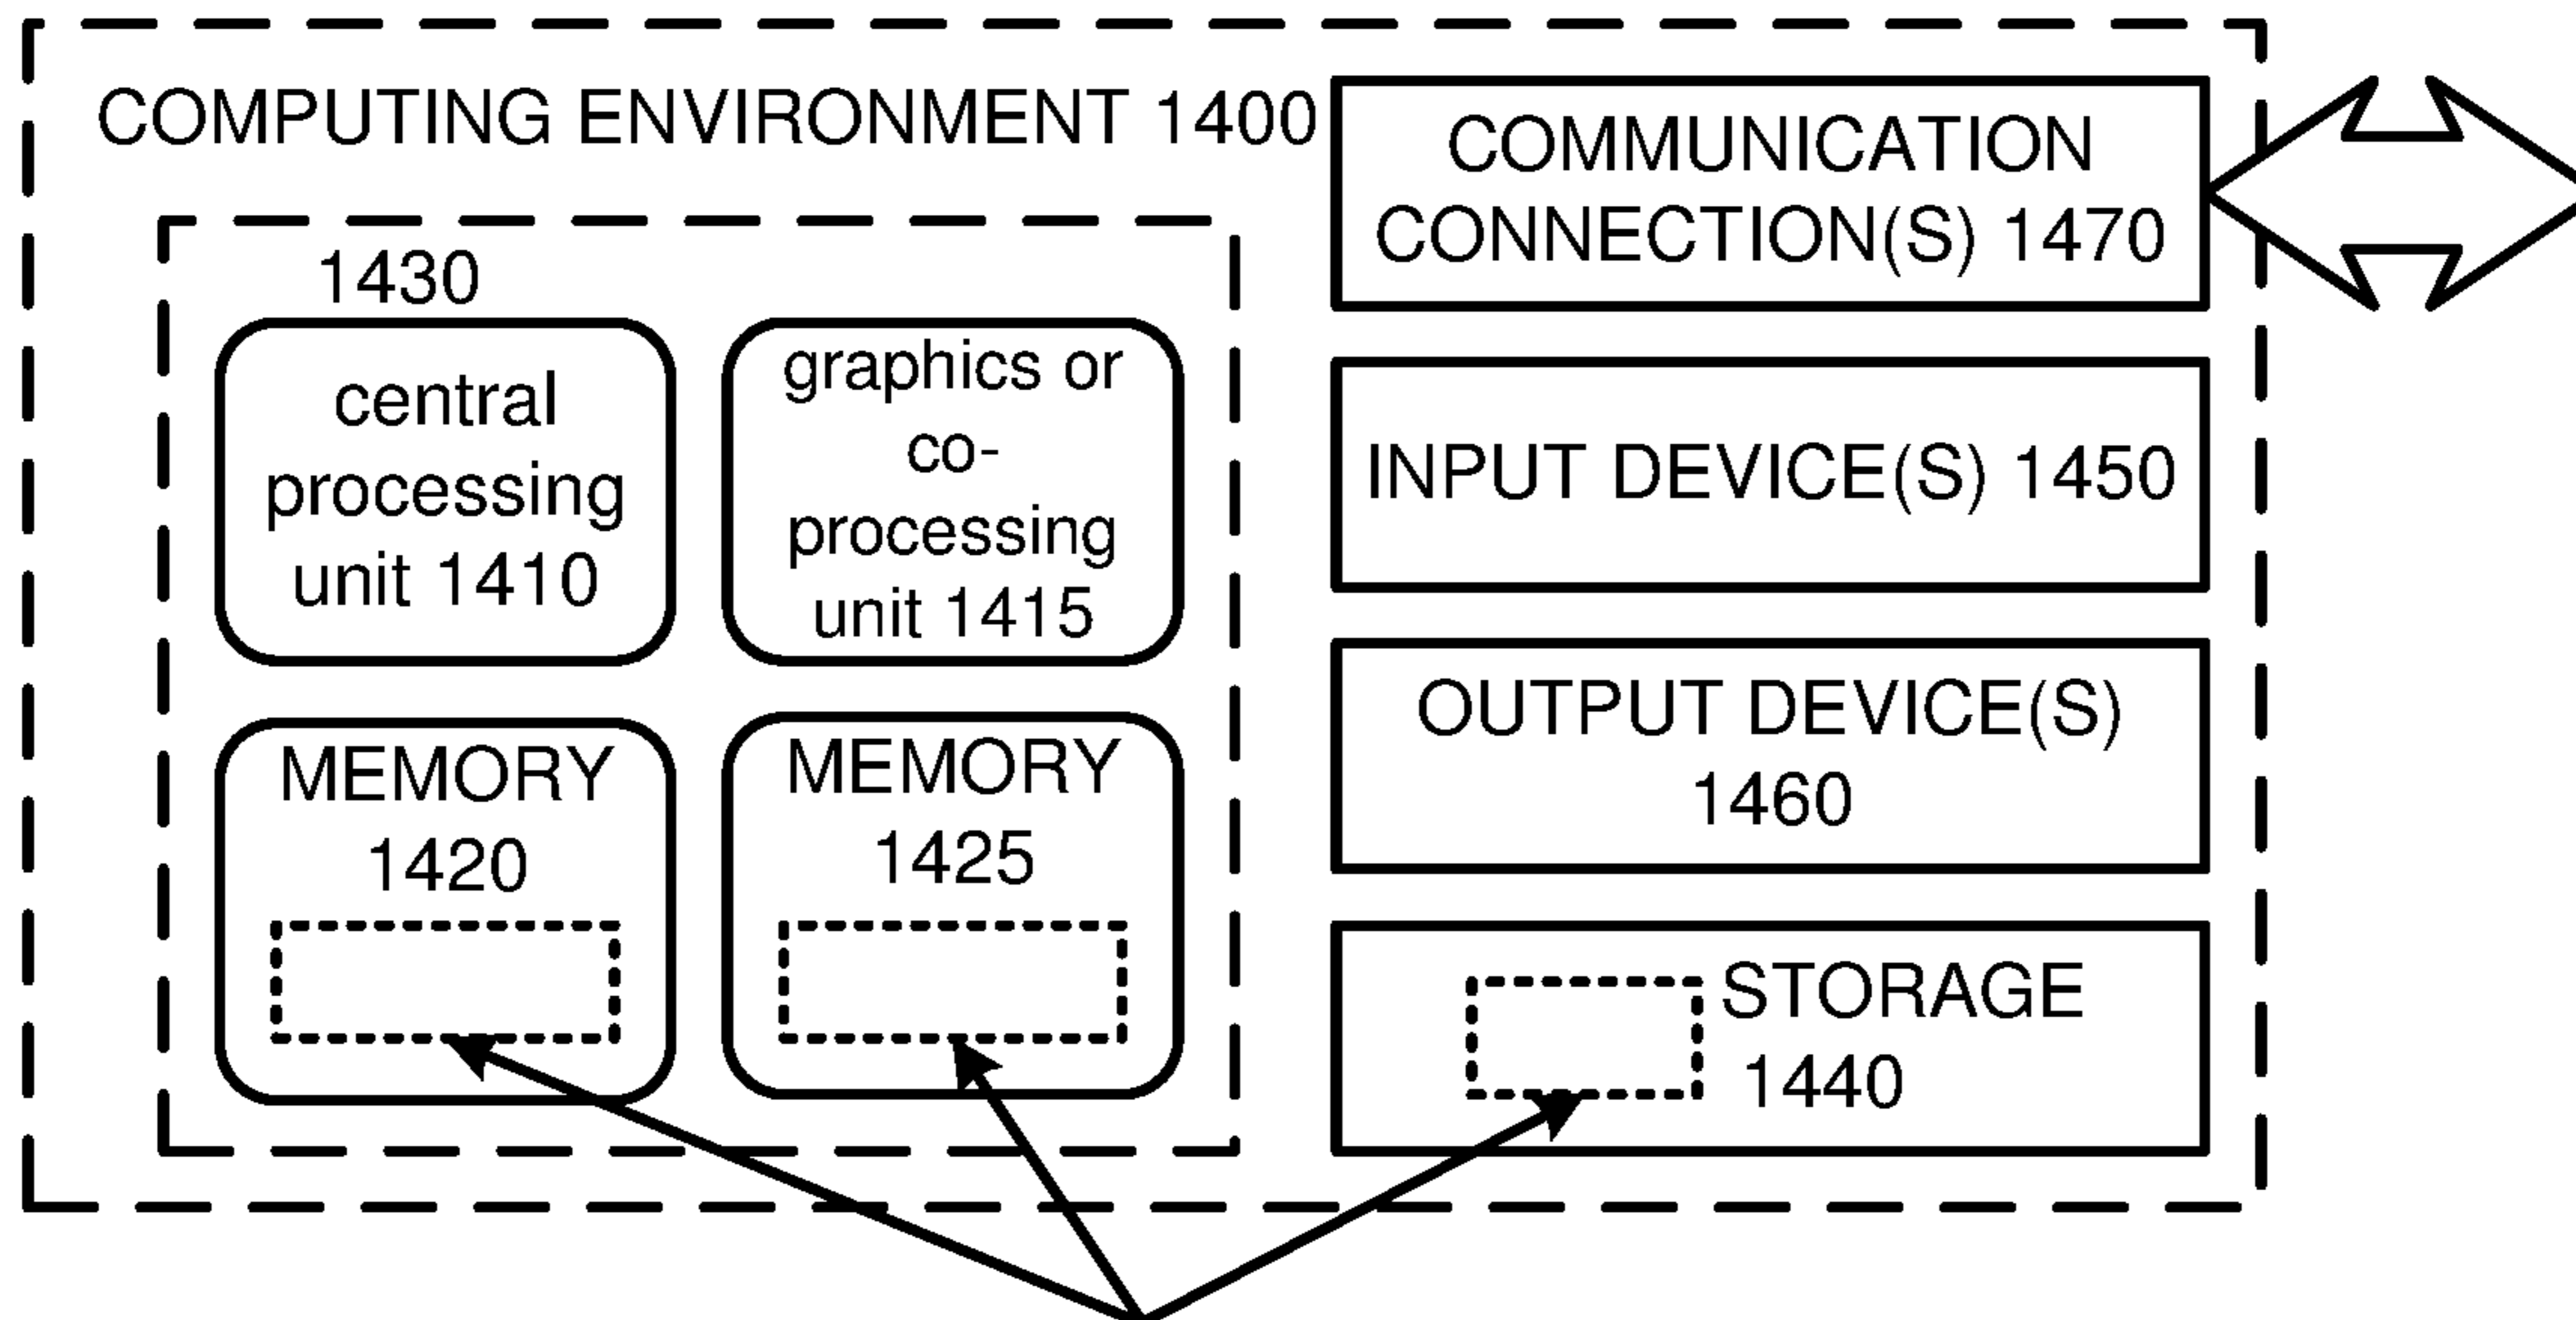 COMPUTING ENVIRONMENT 1400
1430
central
processing
unit 1410
graphics or
co-
processing
unit 1415
MEMORY
1420
MEMORY
1425
COMMUNICATION
CONNECTION(S) 1470
INPUT DEVICE(S) 1450
OUTPUT DEVICE(S)
1460
STORAGE
1440